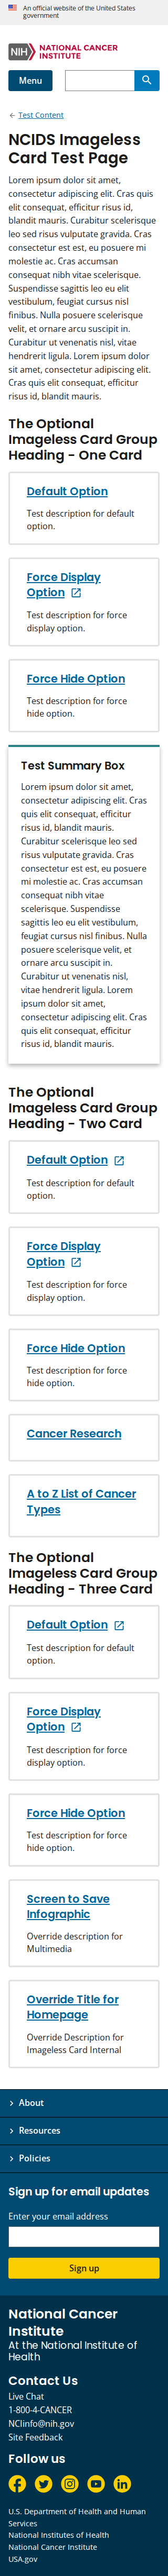 An official website of the United States
government
NIH
NATIONAL CANCER
INSTITUTE
Menu
← Test Content
NCIDS Imageless
Card Test Page
Lorem ipsum dolor sit amet,
consectetur adipiscing elit. Cras quis
elit consequat, efficitur risus id,
blandit mauris. Curabitur scelerisque
leo sed risus vulputate gravida. Cras
consectetur est est, eu posuere mi
molestie ac. Cras accumsan
consequat nibh vitae scelerisque.
Suspendisse sagittis leo eu elit
vestibulum, feugiat cursus nisl
finibus. Nulla posuere scelerisque
velit, et ornare arcu suscipit in.
Curabitur ut venenatis nisl, vitae
hendrerit ligula. Lorem ipsum dolor
sit amet, consectetur adipiscing elit.
Cras quis elit consequat, efficitur
risus id, blandit mauris.
The Optional
Imageless Card Group
Heading - One Card
Default Option
Test description for default
option.
Force Display
Option
Test description for force
display option.
Force Hide Option
Test description for force
hide option.
Test Summary Box
Lorem ipsum dolor sit amet,
consectetur adipiscing elit. Cras
quis elit consequat, efficitur
risus id, blandit mauris.
Curabitur scelerisque leo sed
risus vulputate gravida. Cras
consectetur est est, eu posuere
mi molestie ac. Cras accumsan
consequat nibh vitae
scelerisque. Suspendisse
sagittis leo eu elit vestibulum,
feugiat cursus nisl finibus. Nulla
posuere scelerisque velit, et
ornare arcu suscipit in.
Curabitur ut venenatis nisl,
vitae hendrerit ligula. Lorem
ipsum dolor sit amet,
consectetur adipiscing elit. Cras
quis elit consequat, efficitur
risus id, blandit mauris.
The Optional
Imageless Card Group
Heading - Two Card
Default Option
Test description for default
option.
Force Display
Option
Test description for force
display option.
Force Hide Option
Test description for force
hide option.
Cancer Research
A to Z List of Cancer
Types
The Optional
Imageless Card Group
Heading - Three Card
Default Option
Test description for default
option.
Force Display
Option
Test description for force
display option.
Force Hide Option
Test description for force
hide option.
Screen to Save
Infographic
Override description for
Multimedia
Override Title for
Homepage
Override Description for
Imageless Card Internal
About
Resources
Policies
Sign up for email updates
Enter your email address
Sign up
National Cancer
Institute
at the National Institutes of
Health
Contact Us
Live Chat
1-800-4-CANCER
NCIinfo@nih.gov
Site Feedback
Follow us
U.S. Department of Health and Human
Services
National Institutes of Health
National Cancer Institute
USA.gov